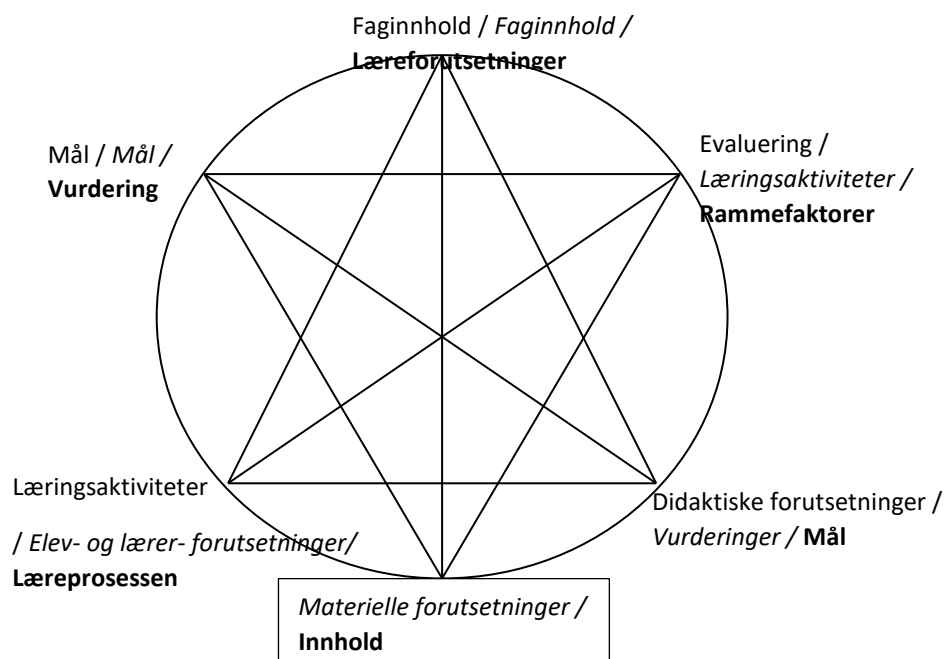 Faginnhold / Faginnhold /
Læreforutsetninger
Mål / Mål /
Vurdering
Evaluering /
Læringsaktiviteter /
Rammefaktorer
Læringsaktiviteter
/ Elev- og lærer- forutsetninger/
Læreprosessen
Didaktiske forutsetninger /
Vurderinger / Mål
Materielle forutsetninger /
Innhold